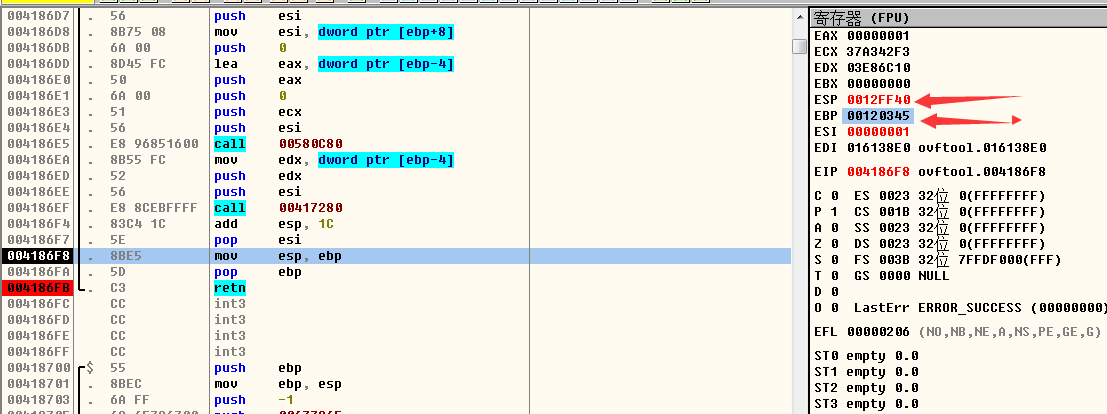 004186D7 . 56 push esi
004186D8 . 8B75 08 mov esi, dword ptr [ebp+8]
004186DB . 6A 00 push 0
004186DD . 8D45 FC lea eax, dword ptr [ebp-4]
004186E0 . 50 push eax
004186E1 . 6A 00 push 0
004186E3 . 51 push ecx
004186E4 . 56 push esi
004186E5 . E8 96851600 call 00580C80
004186EA . 8B55 FC mov edx, dword ptr [ebp-4]
004186ED . 52 push edx
004186EE . 56 push esi
004186EF . E8 8CEBFFFF call 00417280
004186F4 . 83C4 1C add esp, 1C
004186F7 . 5E pop esi
004186F8 . 8BE5 mov esp, ebp
004186FA . 5D pop ebp
004186FB . C3 retn
004186FC CC int3
004186FD CC int3
004186FE CC int3
004186FF CC int3
00418700 $ 55 push ebp
00418701 . 8BEC mov ebp, esp
00418703 . 6A FF push -1
寄存器 (FPU)
EAX 00000001
ECX 37A342F3
EDX 03E86C10
EBX 00000000
ESP 0012FF40
EBP 00120345
ESI 00000001
EDI 016138E0 ovftool.016138E0
EIP 004186F8 ovftool.004186F8
C 0 ES 0023 32位 0(FFFFFFFF)
P 1 CS 001B 32位 0(FFFFFFFF)
A 0 SS 0023 32位 0(FFFFFFFF)
Z 0 DS 0023 32位 0(FFFFFFFF)
S 0 FS 003B 32位 7FFDF000(FFF)
T 0 GS 0000 NULL
D 0
O 0 LastErr ERROR_SUCCESS (00000000)
EFL 00000206 (NO,NB,NE,A,NS,PE,GE,G)
ST0 empty 0.0
ST1 empty 0.0
ST2 empty 0.0
ST3 empty 0.0